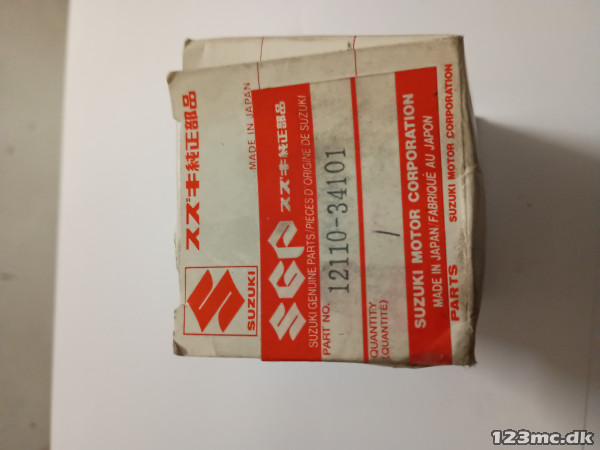 スズキ純正部品
SUZUKI
MADE IN JAPAN
SGP スズキ純正部品
SUZUKI GENUINE PARTS/PIECES D'ORIGINE DE SUZUKI
PART NO. 12110-34101
QUANTITY
(QUANTITÉ)
1
SUZUKI MOTOR CORPORATION
MADE IN JAPAN/FABRIQUÉ AU JAPON
PARTS SUZUKI MOTOR CORPORATION
123mc.dk